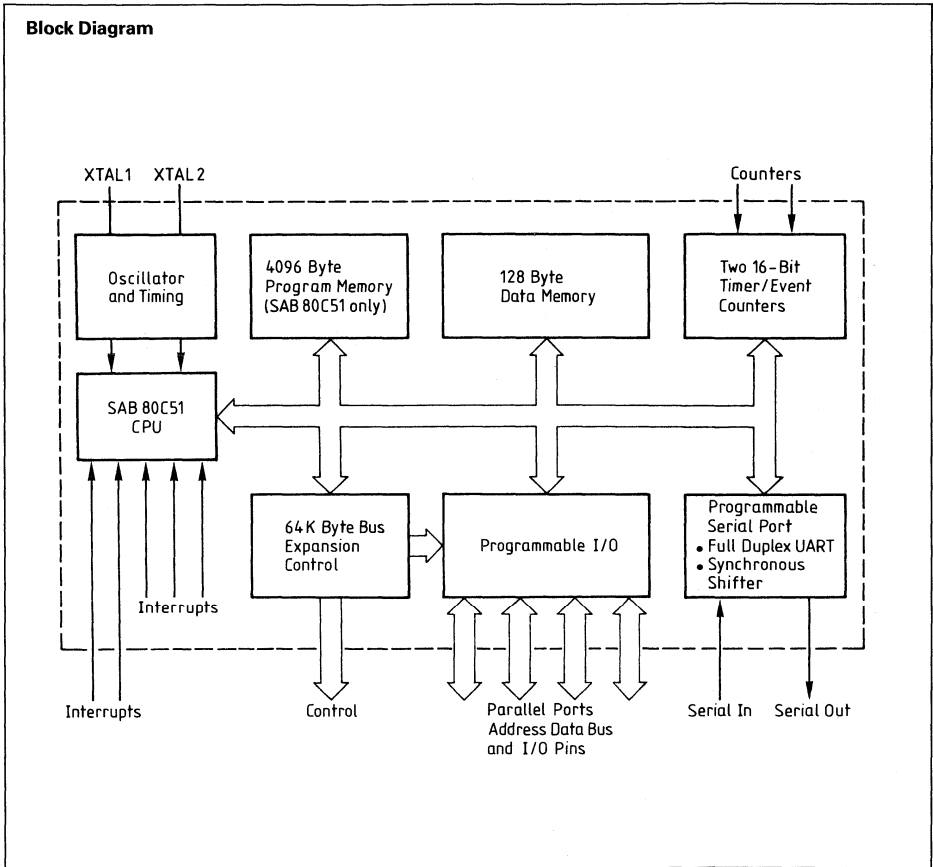 Block Diagram
XTAL1 XTAL2
Counters
Oscillator
and Timing
4096 Byte
Program Memory
(SAB 80C51 only)
128 Byte
Data Memory
Two 16-Bit
Timer/Event
Counters
SAB 80C51
CPU
64K Byte Bus
Expansion
Control
Programmable I/O
Programmable
Serial Port
• Full Duplex UART
• Synchronous
Shifter
Interrupts
Interrupts
Control
Parallel Ports
Address Data Bus
and I/O Pins
Serial In Serial Out